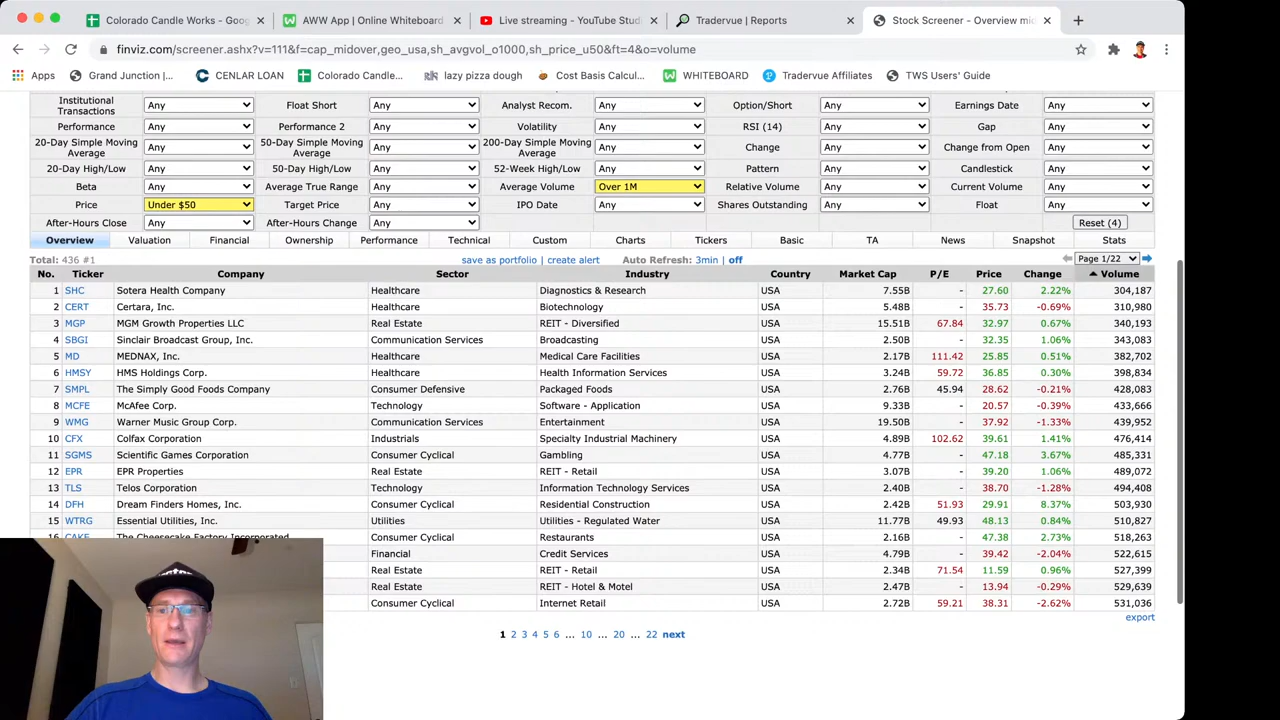 Colorado Candle Works - Goog
AWW App | Online Whiteboard
Live streaming - YouTube Stud
Tradervue | Reports
Stock Screener - Overview mi
finviz.com/screener.ashx?v=111&f=cap_midover,geo_usa,sh_avgvol_o1000,sh_price_u50&ft=4&o=volume
Apps Grand Junction |... CENLAR LOAN Colorado Candle... lazy pizza dough Cost Basis Calcul... WHITEBOARD Tradervue Affiliates TWS Users' Guide
Institutional Transactions Any Float Short Any Analyst Recom. Any Option/Short Any Earnings Date Any
Performance Any Performance 2 Any Volatility Any RSI (14) Any Gap Any
20-Day Simple Moving Average Any 50-Day Simple Moving Average Any 200-Day Simple Moving Average Any Change Any Change from Open Any
20-Day High/Low Any 50-Day High/Low Any 52-Week High/Low Any Pattern Any Candlestick Any
Beta Any Average True Range Any Average Volume Over 1M Relative Volume Any Current Volume Any
Price Under $50 Target Price Any IPO Date Any Shares Outstanding Any Float Any
After-Hours Close Any After-Hours Change Any Reset (4)
Overview Valuation Financial Ownership Performance Technical Custom Charts Tickers Basic TA News Snapshot Stats
Total: 436 #1 save as portfolio | create alert Auto Refresh: 3min | off Page 1/22
No. Ticker Company Sector Industry Country Market Cap P/E Price Change Volume
1 SHC Sotera Health Company Healthcare Diagnostics & Research USA 7.55B - 27.60 2.22% 304,187
2 CERT Certara, Inc. Healthcare Biotechnology USA 5.48B - 35.73 -0.69% 310,980
3 MGP MGM Growth Properties LLC Real Estate REIT - Diversified USA 15.51B 67.84 32.97 0.67% 340,193
4 SBGI Sinclair Broadcast Group, Inc. Communication Services Broadcasting USA 2.50B - 32.35 1.06% 343,083
5 MD MEDNAX, Inc. Healthcare Medical Care Facilities USA 2.17B 111.42 25.85 0.51% 382,702
6 HMSY HMS Holdings Corp. Healthcare Health Information Services USA 3.24B 59.72 36.85 0.30% 398,834
7 SMPL The Simply Good Foods Company Consumer Defensive Packaged Foods USA 2.76B 45.94 28.62 -0.21% 428,083
8 MCFE McAfee Corp. Technology Software - Application USA 9.33B - 20.57 -0.39% 433,666
9 WMG Warner Music Group Corp. Communication Services Entertainment USA 19.50B - 37.92 -1.33% 439,952
10 CFX Colfax Corporation Industrials Specialty Industrial Machinery USA 4.89B 102.62 39.61 1.41% 476,414
11 SGMS Scientific Games Corporation Consumer Cyclical Gambling USA 4.77B - 47.18 3.67% 485,331
12 EPR EPR Properties Real Estate REIT - Retail USA 3.07B - 39.20 1.06% 489,072
13 TLS Telos Corporation Technology Information Technology Services USA 2.40B - 38.70 -1.28% 494,408
14 DFH Dream Finders Homes, Inc. Consumer Cyclical Residential Construction USA 2.42B 51.93 29.91 8.37% 503,930
15 WTRG Essential Utilities, Inc. Utilities Utilities - Regulated Water USA 11.77B 49.93 48.13 0.84% 510,827
16 CAKE The Cheesecake Factory Incorporated Consumer Cyclical Restaurants USA 2.16B - 47.38 2.73% 518,263
Financial Credit Services USA 4.79B - 39.42 -2.04% 522,615
Real Estate REIT - Retail USA 2.34B 71.54 11.59 0.96% 527,399
Real Estate REIT - Hotel & Motel USA 2.47B - 13.94 -0.29% 529,639
Consumer Cyclical Internet Retail USA 2.72B 59.21 38.31 -2.62% 531,036
export
1 2 3 4 5 6 ... 10 ... 20 ... 22 next